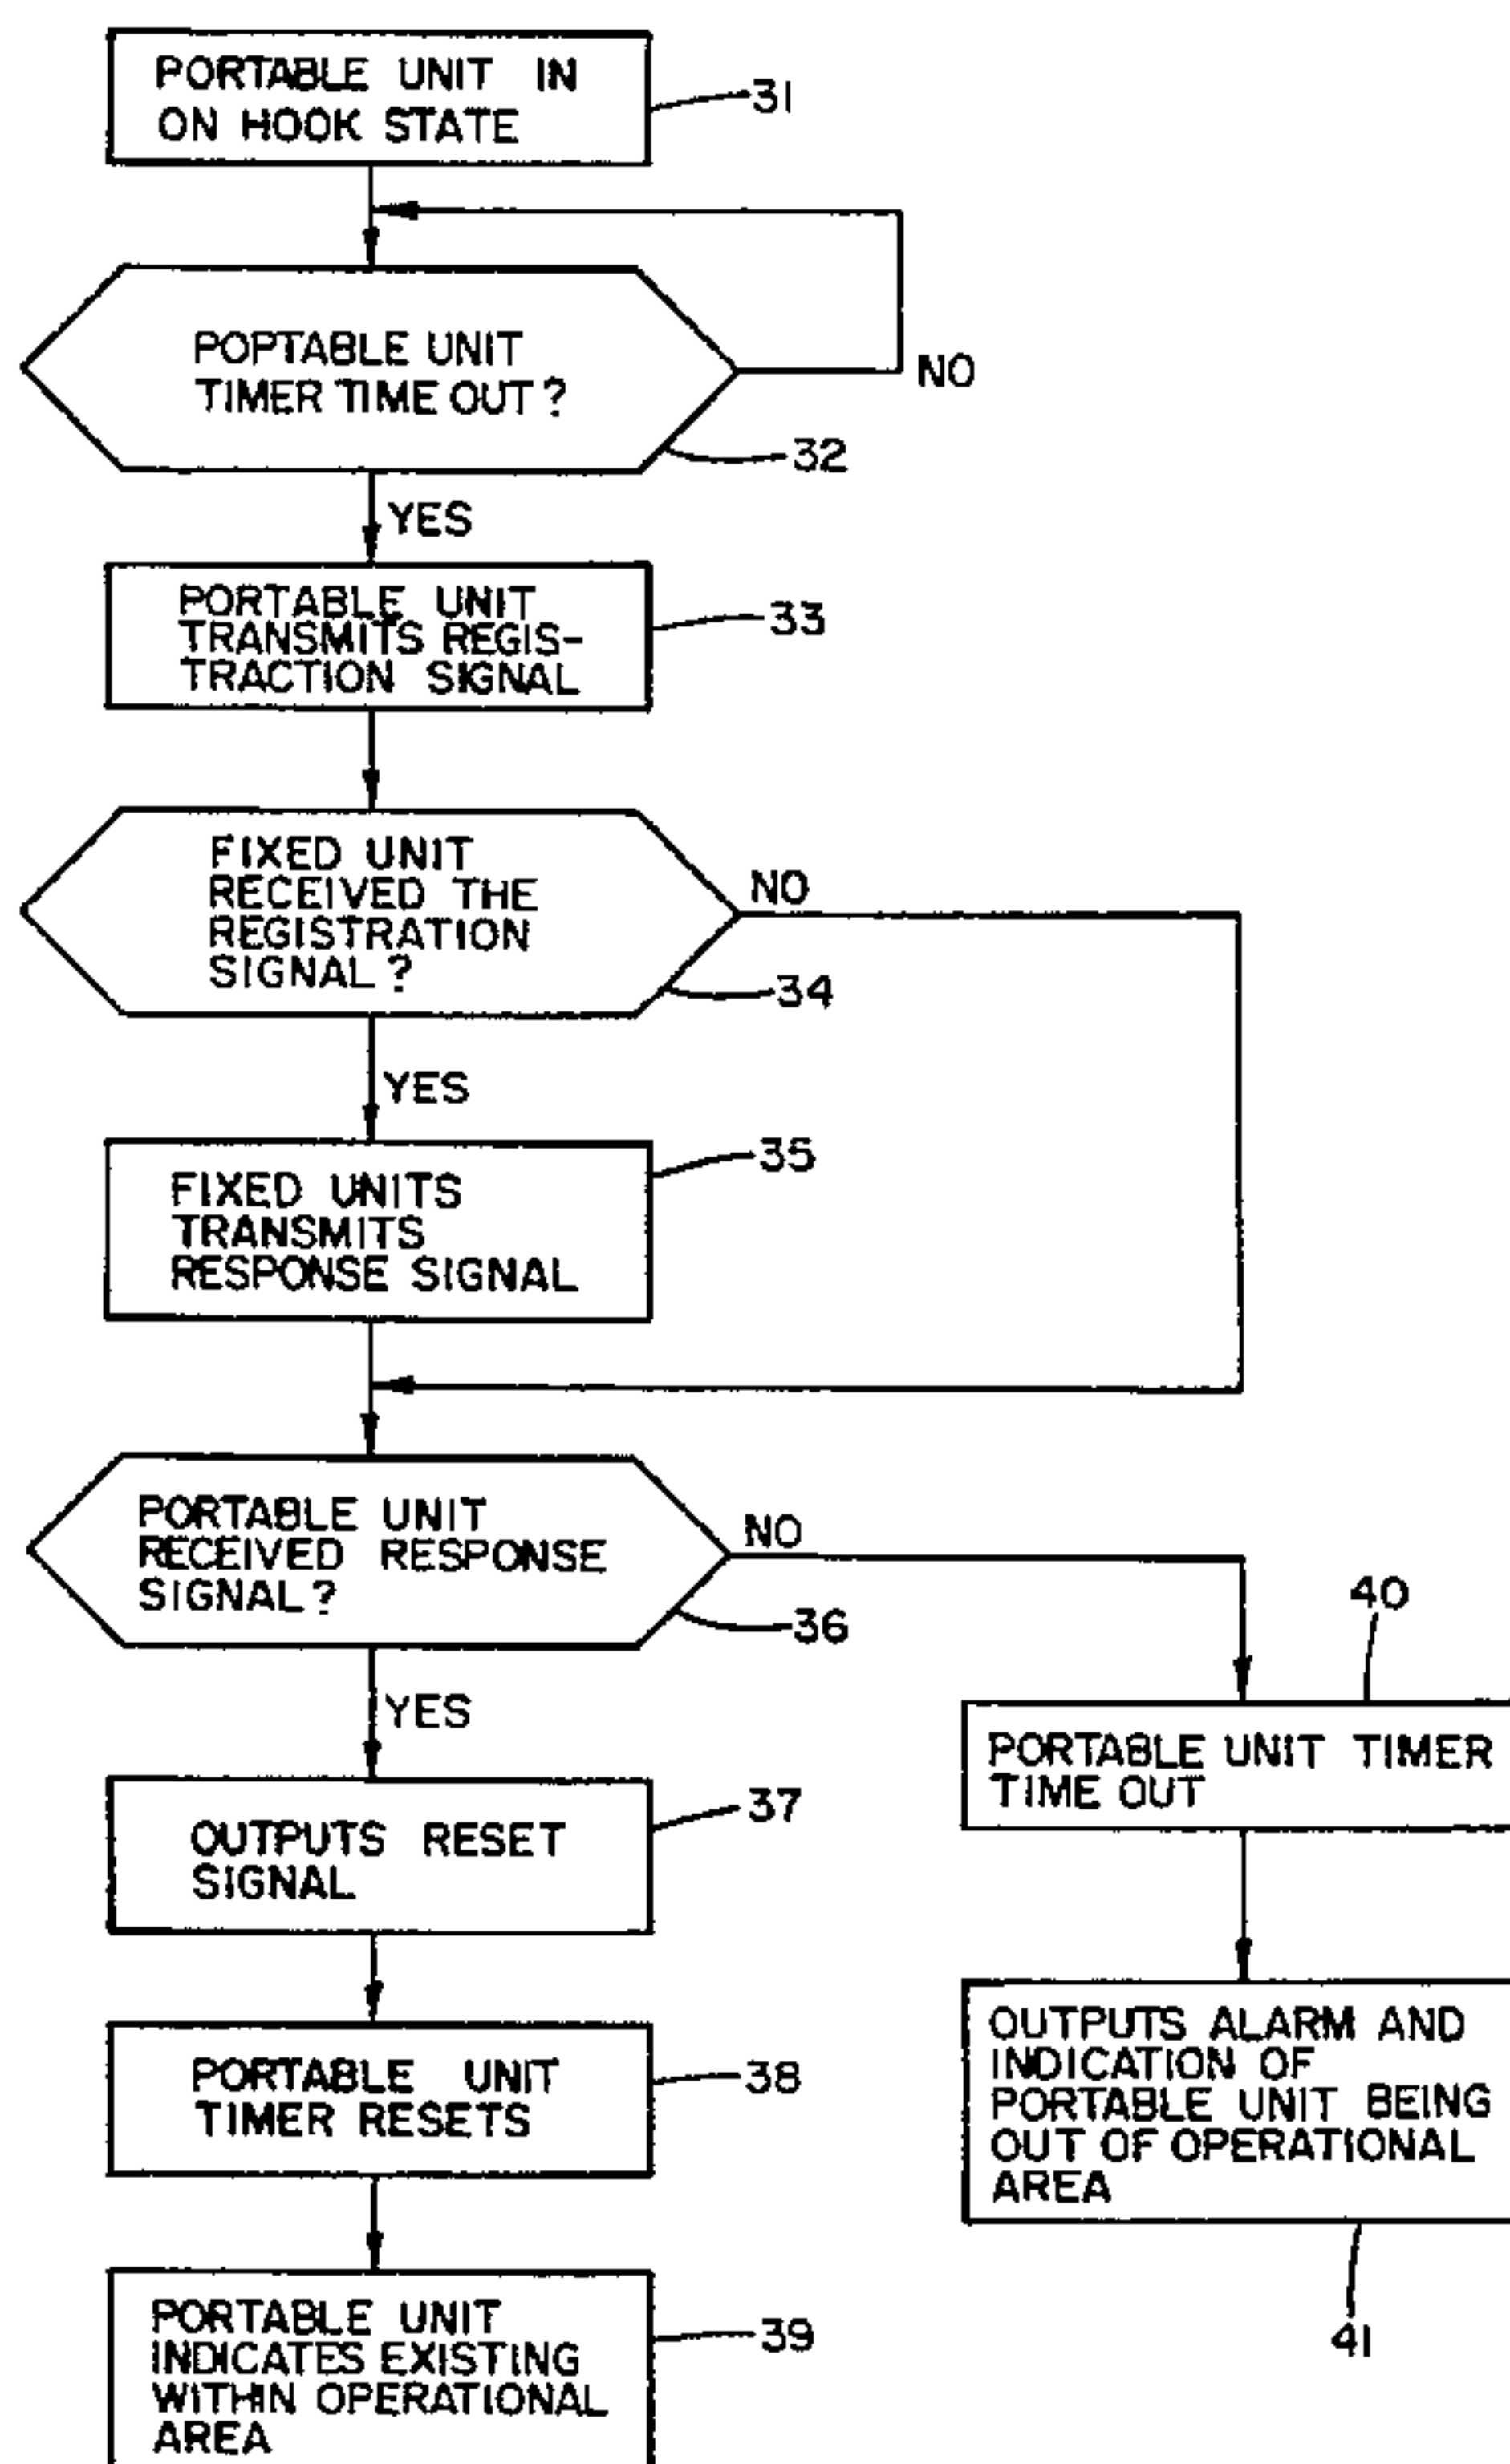 PORTABLE UNIT IN
ON HOOK STATE
31
POPTABLE UNIT
TIMER TIME OUT?
NO
32
YES
PORTABLE UNIT
TRANSMITS REGIS-
TRACTION SIGNAL
33
FIXED UNIT
RECEIVED THE
REGISTRATION
SIGNAL?
NO
34
YES
FIXED UNITS
TRANSMITS
RESPONSE SIGNAL
35
PORTABLE UNIT
RECEIVED RESPONSE
SIGNAL?
NO
36
YES
40
PORTABLE UNIT TIMER
TIME OUT
OUTPUTS RESET
SIGNAL
37
PORTABLE UNIT
TIMER RESETS
38
OUTPUTS ALARM AND
INDICATION OF
PORTABLE UNIT BEING
OUT OF OPERATIONAL
AREA
41
PORTABLE UNIT
INDICATES EXISTING
WITHIN OPERATIONAL
AREA
39